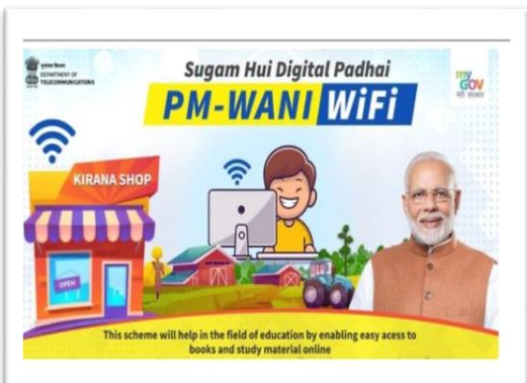 DEPARTMENT OF
TELECOMMUNICATIONS
Sugam Hui Digital Padhai
my
GOV
मेरी सरकार
PM-WANI WiFi
KIRANA SHOP
OPEN
This scheme will help in the field of education by enabling easy acess to
books and study material online